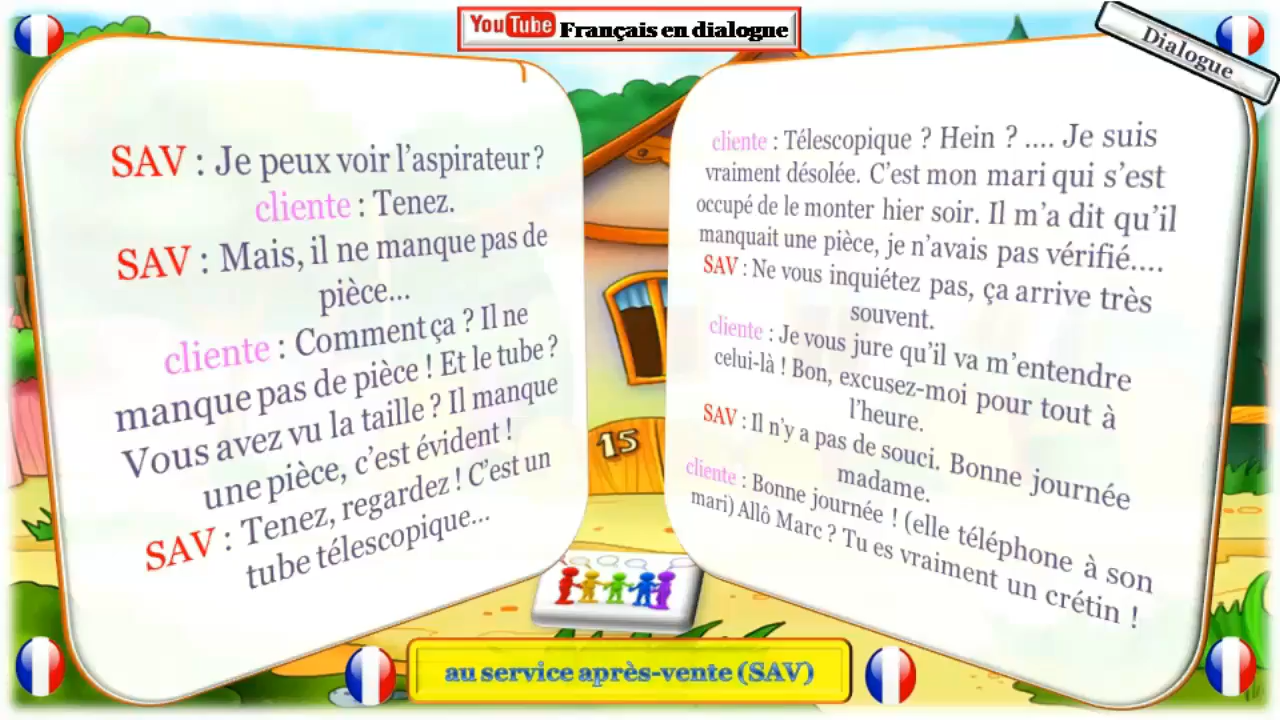 YouTube Français en dialogue
Dialogue
SAV : Je peux voir l'aspirateur ?
cliente : Tenez.
SAV : Mais, il ne manque pas de
pièce...
cliente : Comment ça ? Il ne
manque pas de pièce ! Et le tube ?
Vous avez vu la taille ? Il manque
une pièce, c'est évident !
SAV : Tenez, regardez ! C'est un
tube télescopique...
cliente : Télescopique ? Hein ? .... Je suis
vraiment désolée. C'est mon mari qui s'est
occupé de le monter hier soir. Il m'a dit qu'il
manquait une pièce, je n'avais pas vérifié....
SAV : Ne vous inquiétez pas, ça arrive très
souvent.
cliente : Je vous jure qu'il va m'entendre
celui-là ! Bon, excusez-moi pour tout à
l'heure.
SAV : Il n'y a pas de souci. Bonne journée
madame.
cliente : Bonne journée ! (elle téléphone à son
mari) Allô Marc ? Tu es vraiment un crétin !
15
au service après-vente (SAV)